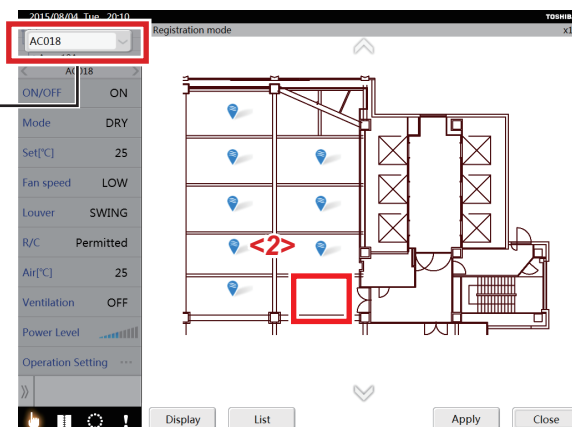 2015/08/04 Tue 20:10
TOSHIBA
Registration mode
x1
AC018
AC018
ON/OFF ON
Mode DRY
Set[℃] 25
Fan speed LOW
Louver SWING
R/C Permitted
Air[℃] 25
Ventilation OFF
Power Level
Operation Setting ...
<2>
Display List Apply Close